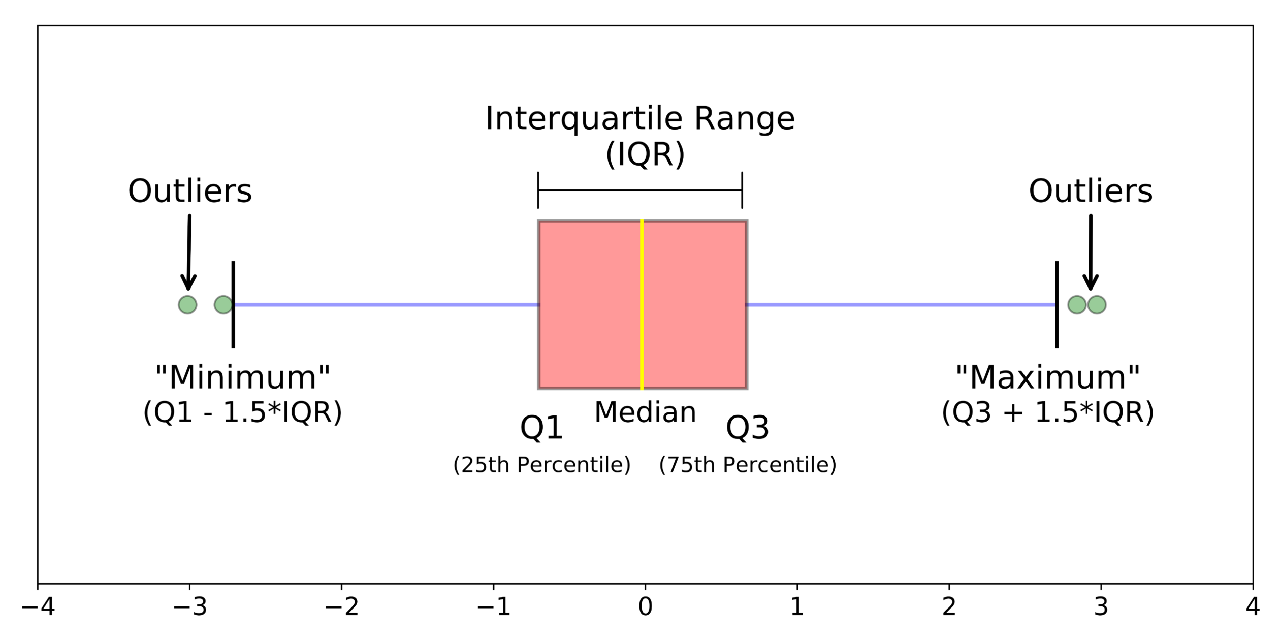 Interquartile Range
(IQR)
Outliers
Outliers
"Minimum"
(Q1 - 1.5*IQR)
"Maximum"
(Q3 + 1.5*IQR)
Median
Q1
Q3
(25th Percentile)
(75th Percentile)
−4 −3 −2 −1 0 1 2 3 4